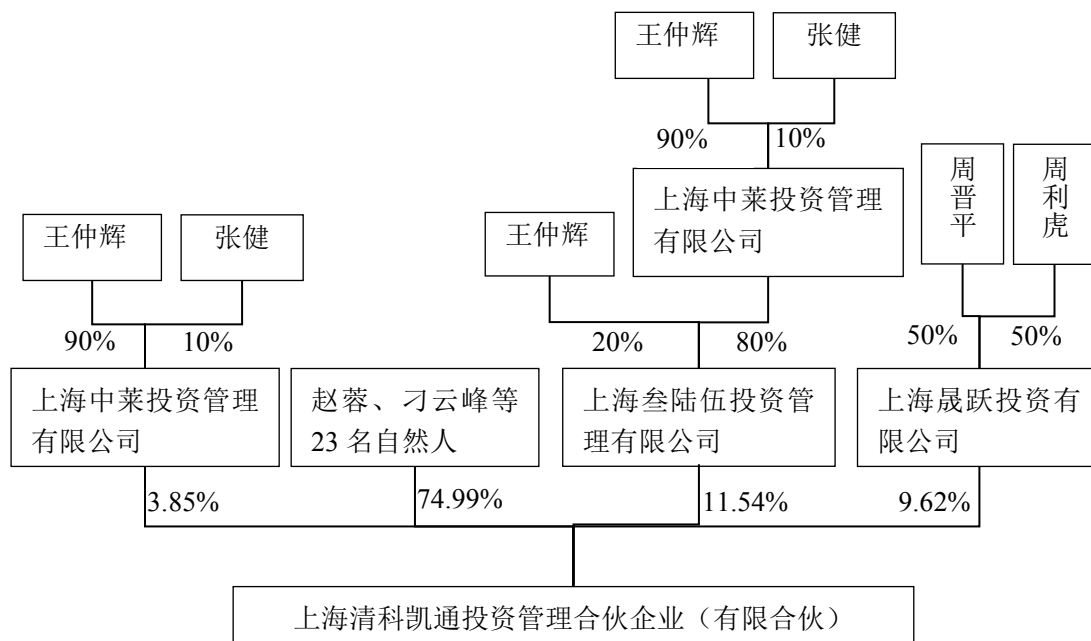 王仲辉 张健
90% 10%
周晋平 周利虎
上海中莱投资管理
有限公司
王仲辉 张健 王仲辉
90% 10% 20% 80% 50% 50%
上海中莱投资管理
有限公司
赵蓉、刁云峰等
23 名自然人
上海叁陆伍投资管
理有限公司
上海晟跃投资有
限公司
3.85% 74.99% 11.54% 9.62%
上海清科凯通投资管理合伙企业（有限合伙）